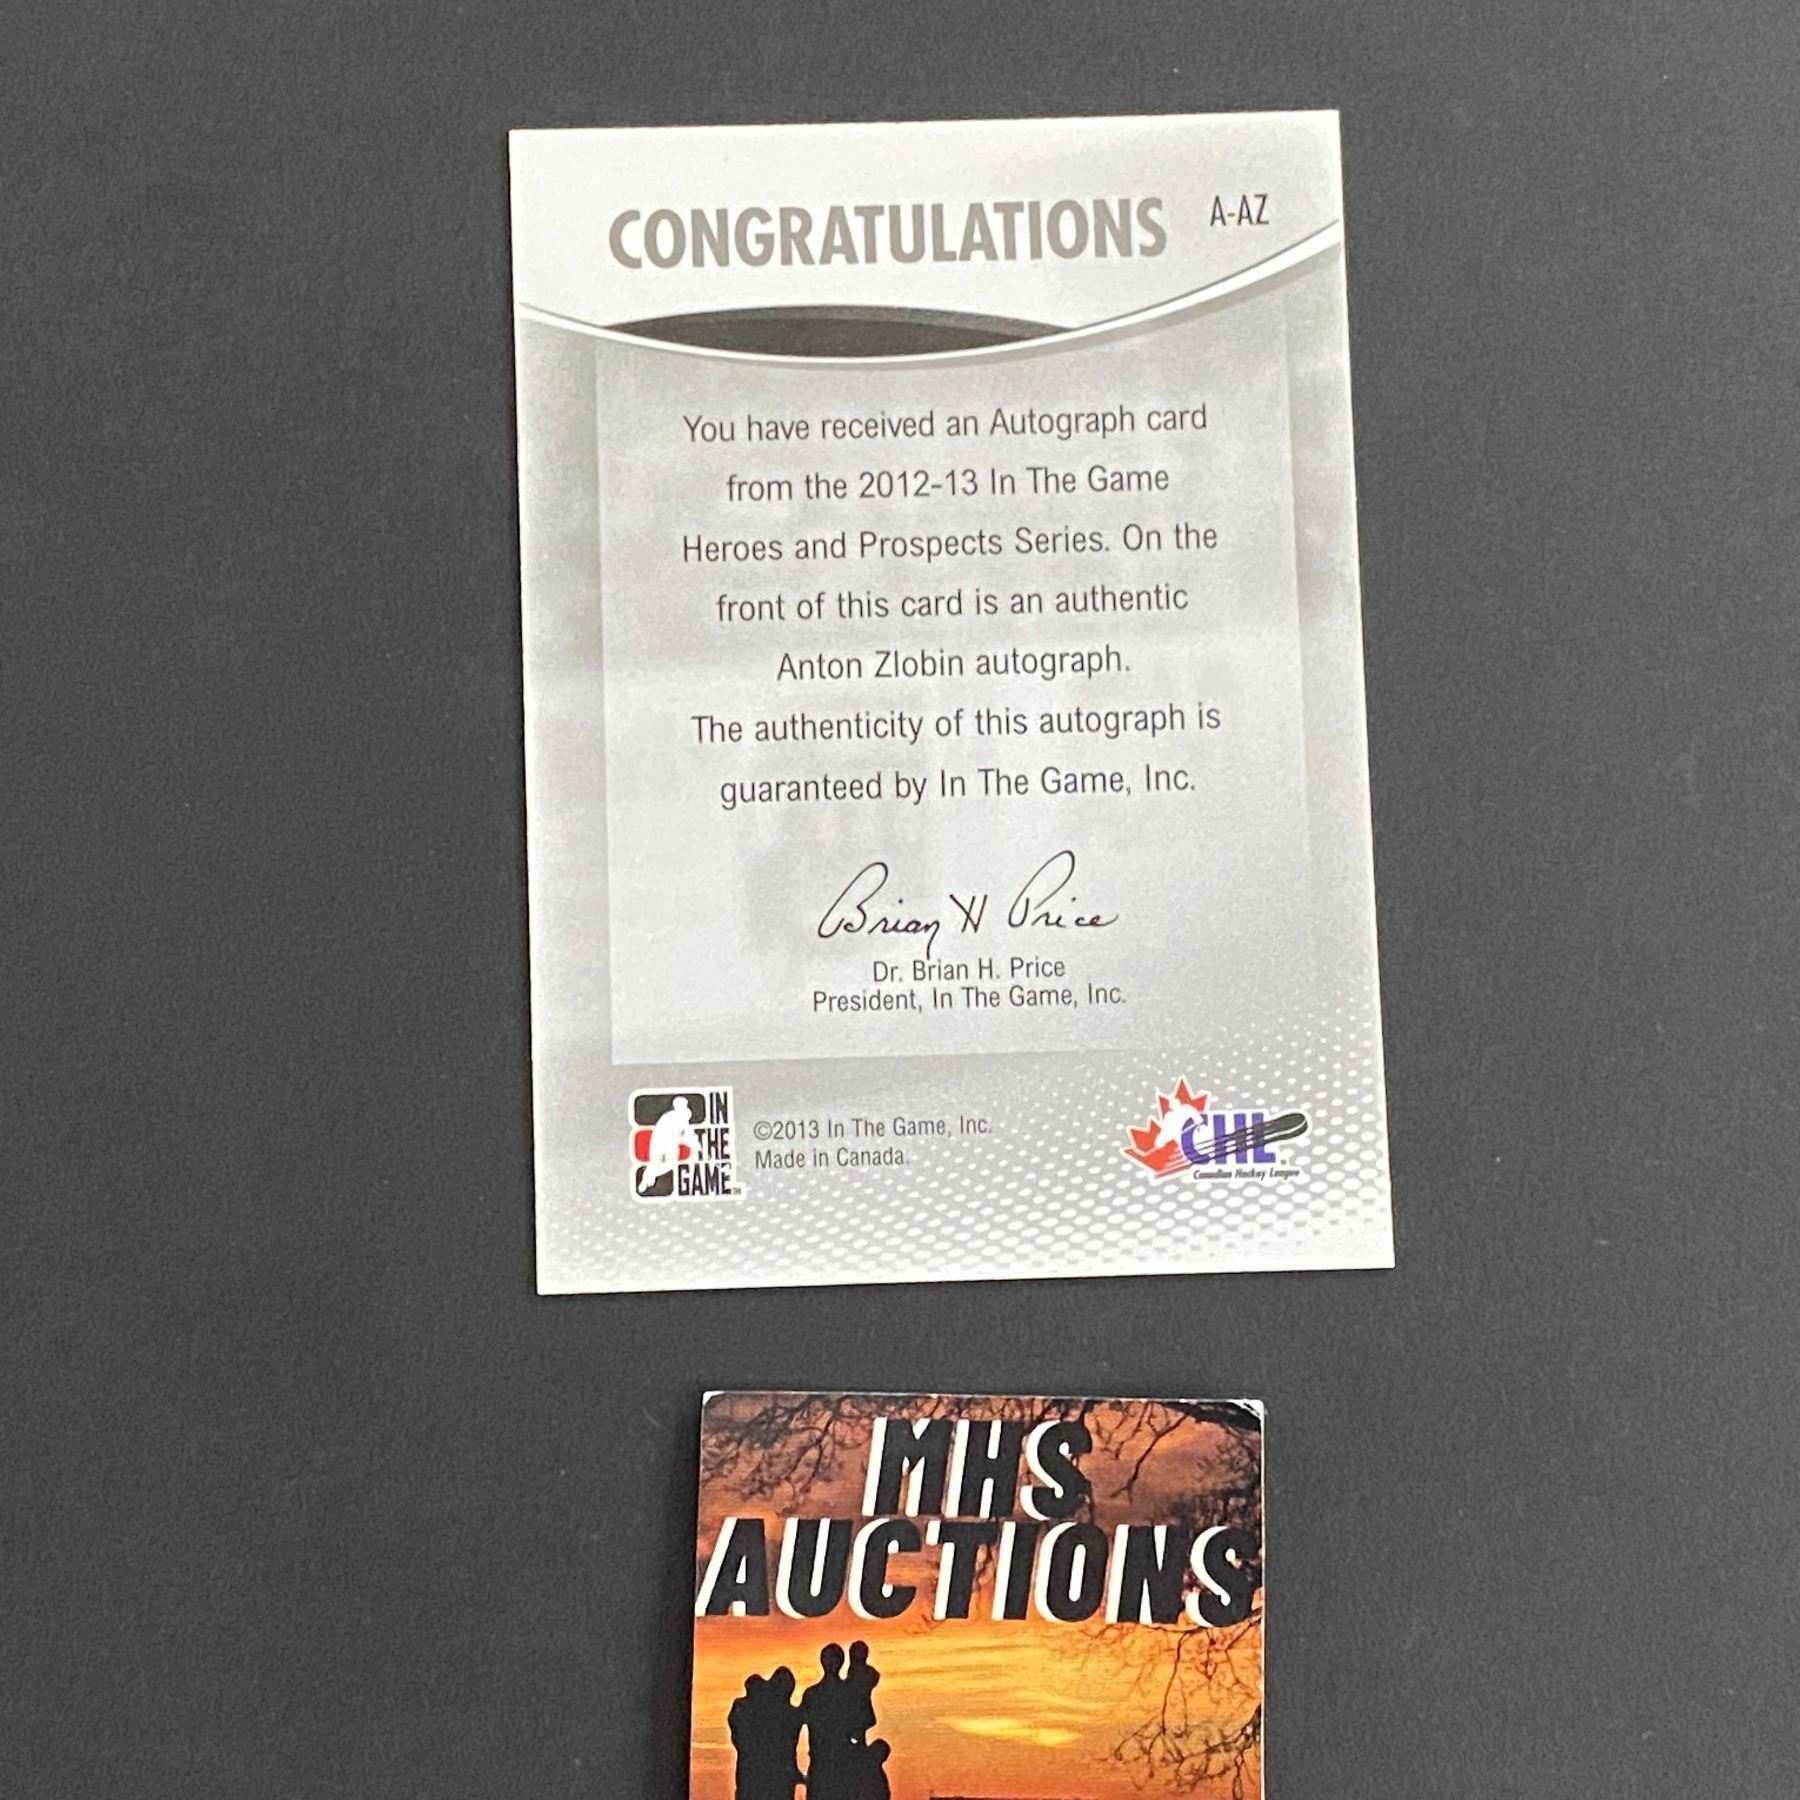 CONGRATULATIONS A-AZ
You have received an Autograph card
from the 2012-13 In The Game
Heroes and Prospects Series. On the
front of this card is an authentic
Anton Zlobin autograph.
The authenticity of this autograph is
guaranteed by In The Game, Inc.
Brian H Price
Dr. Brian H. Price
President, In The Game, Inc.
IN
THE
GAME
©2013 In The Game, Inc.
Made in Canada.
CHL
Canadian Hockey League
MHS
AUCTIONS